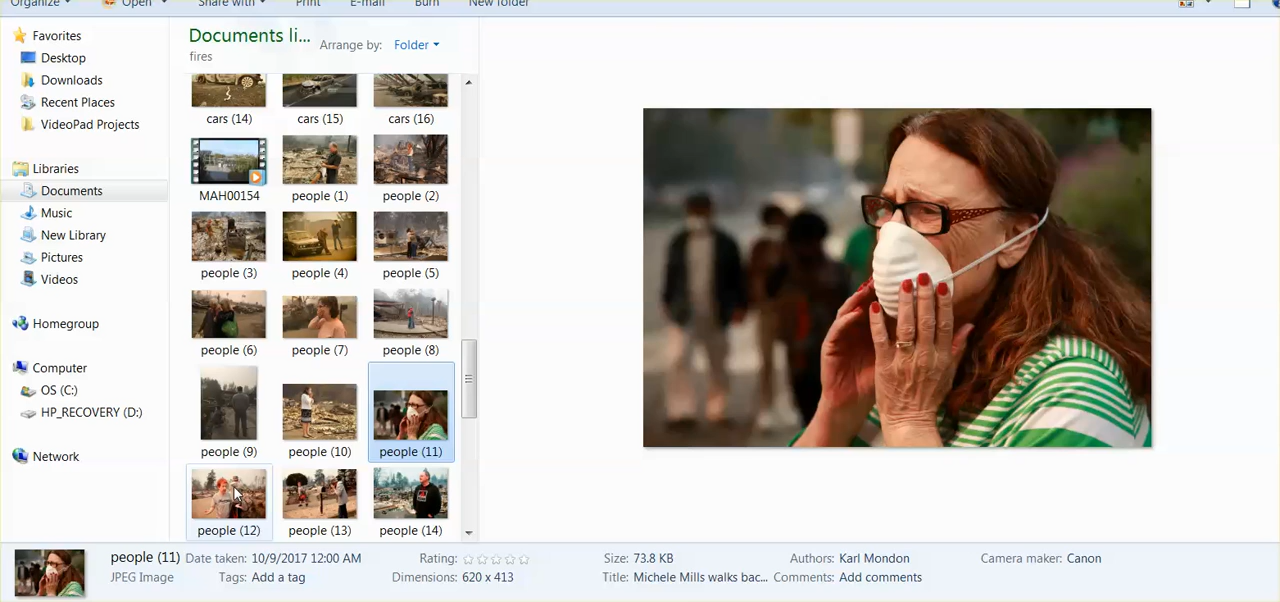 Organize Open Share with Print E-mail Burn New folder
Favorites
Desktop
Downloads
Recent Places
VideoPad Projects
Libraries
Documents
Music
New Library
Pictures
Videos
Homegroup
Computer
OS (C:)
HP_RECOVERY (D:)
Network
Documents li...
fires
Arrange by: Folder
cars (14) cars (15) cars (16)
MAH00154 people (1) people (2)
people (3) people (4) people (5)
people (6) people (7) people (8)
people (9) people (10) people (11)
people (12) people (13) people (14)
people (11) Date taken: 10/9/2017 12:00 AM Rating: Size: 73.8 KB Authors: Karl Mondon Camera maker: Canon
JPEG Image Tags: Add a tag Dimensions: 620 x 413 Title: Michele Mills walks bac... Comments: Add comments